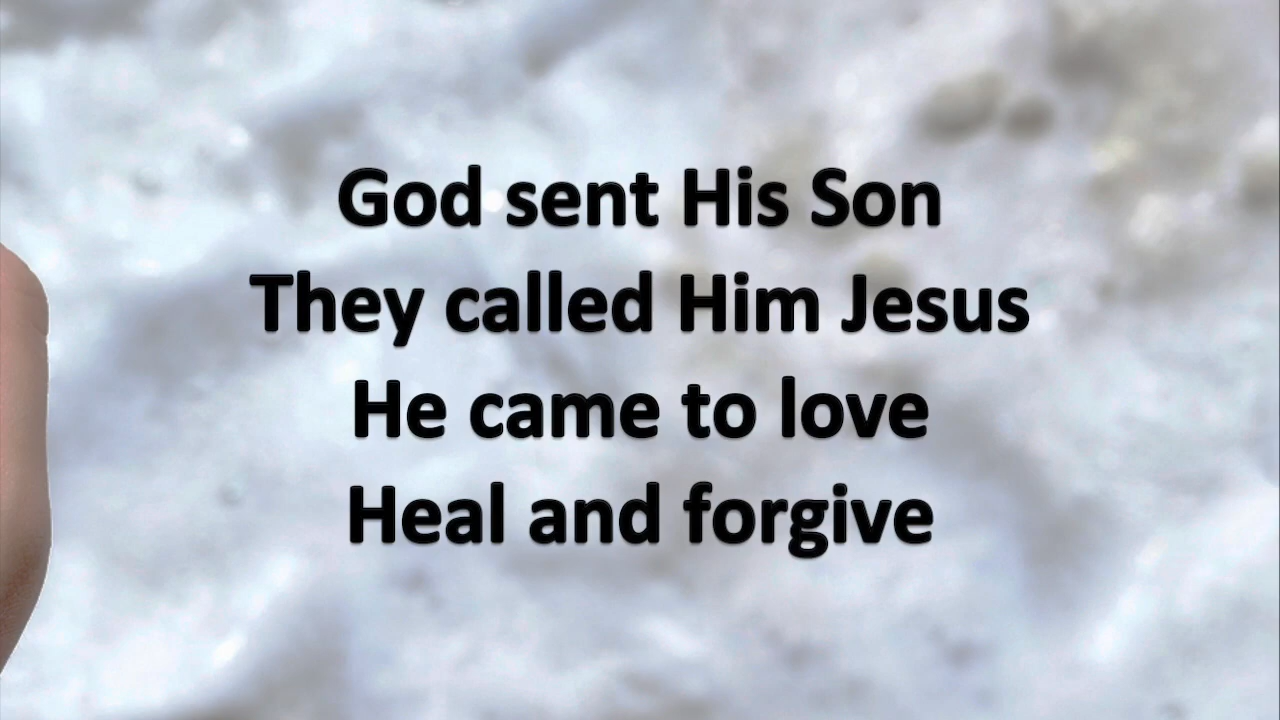 God sent His Son
They called Him Jesus
He came to love
Heal and forgive